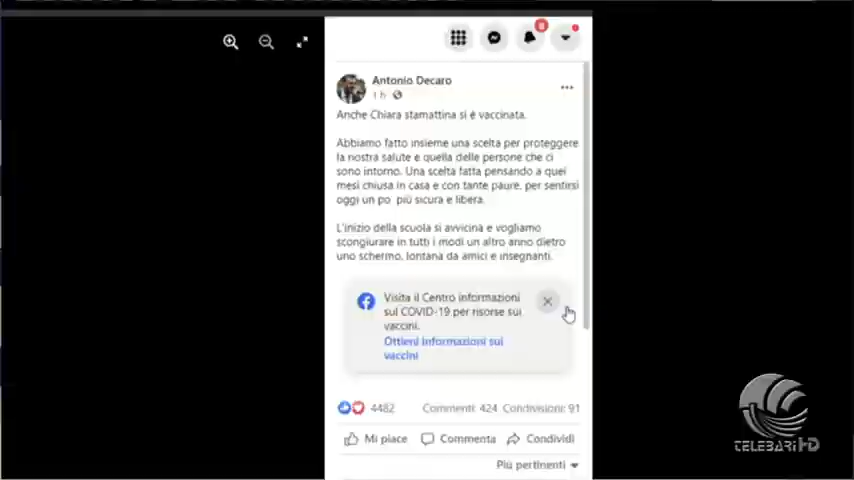 8
Antonio Decaro
1 h
Anche Chiara stamattina si è vaccinata.
Abbiamo fatto insieme una scelta per proteggere
la nostra salute e quella delle persone che ci
sono intorno. Una scelta fatta pensando a quei
mesi chiusa in casa e con tante paure, per sentirsi
oggi un po' più sicura e libera.
L'inizio della scuola si avvicina e vogliamo
scongiurare in tutti i modi un altro anno dietro
uno schermo, lontana da amici e insegnanti.
Visita il Centro informazioni
sul COVID-19 per risorse sui
vaccini.
Ottieni informazioni sui
vaccini
4482 Commenti: 424 Condivisioni: 91
Mi piace Commenta Condividi
Più pertinenti
TELEBARI HD